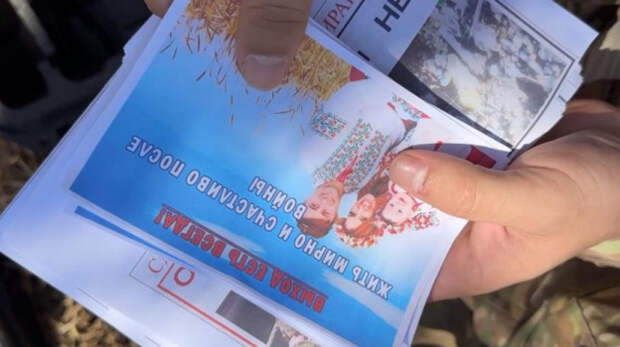 ВЫХОД ЕСТЬ ВСЕГДА!
ЖИТЬ МИРНО И СЧАСТЛИВО ПОСЛЕ
ВОЙНЫ